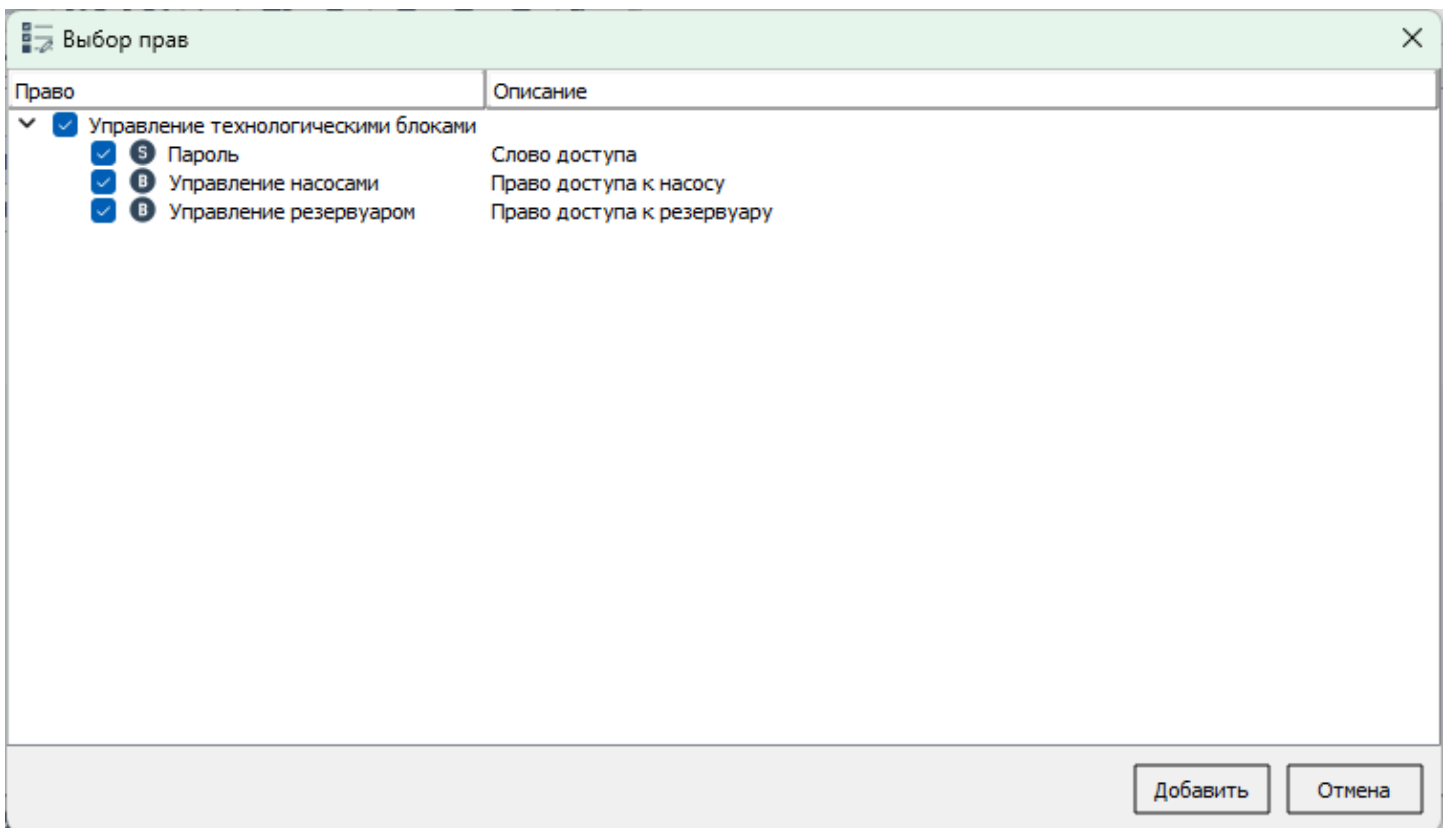 Выбор прав
Право Описание
Управление технологическими блоками
S Пароль Слово доступа
B Управление насосами Право доступа к насосу
B Управление резервуаром Право доступа к резервуару
Добавить Отмена